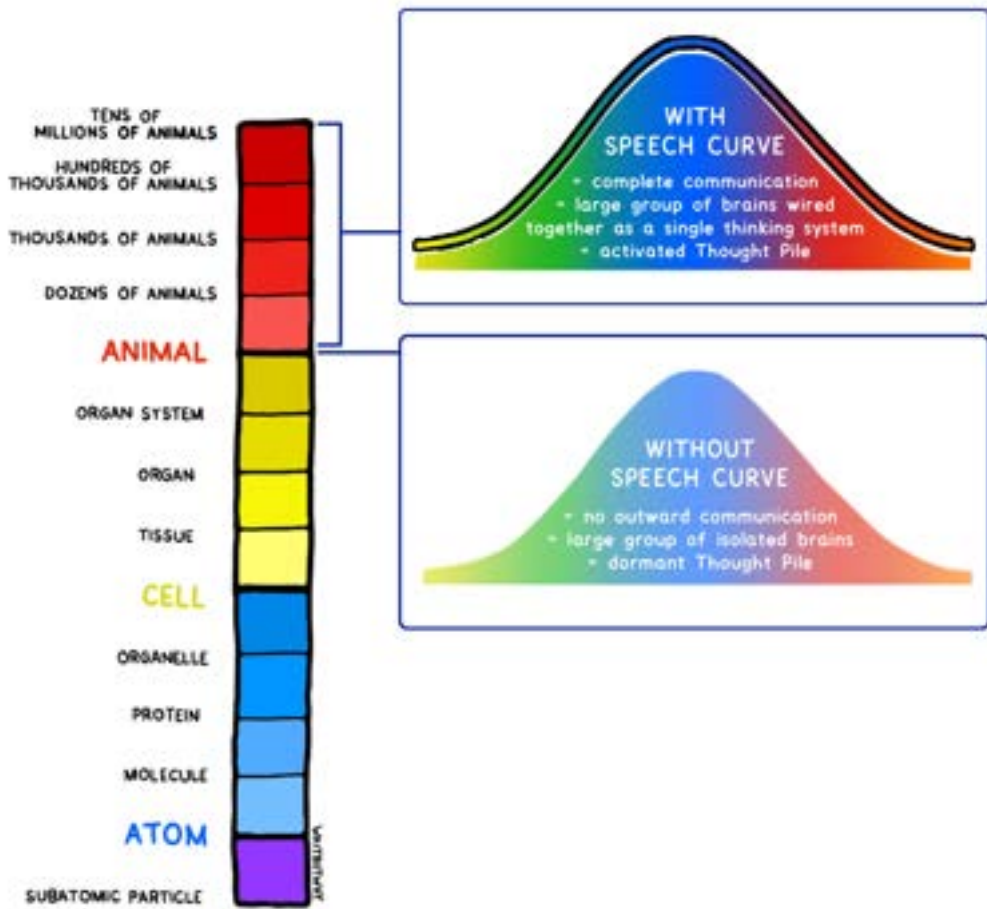 TENS OF
MILLIONS OF ANIMALS
HUNDREDS OF
THOUSANDS OF ANIMALS
THOUSANDS OF ANIMALS
DOZENS OF ANIMALS
ANIMAL
ORGAN SYSTEM
ORGAN
TISSUE
CELL
ORGANELLE
PROTEIN
MOLECULE
ATOM
SUBATOMIC PARTICLE
WITH
SPEECH CURVE
- complete communication
- large group of brains wired
together as a single thinking system
- activated Thought Pile
WITHOUT
SPEECH CURVE
- no outward communication
- large group of isolated brains
- dormant Thought Pile